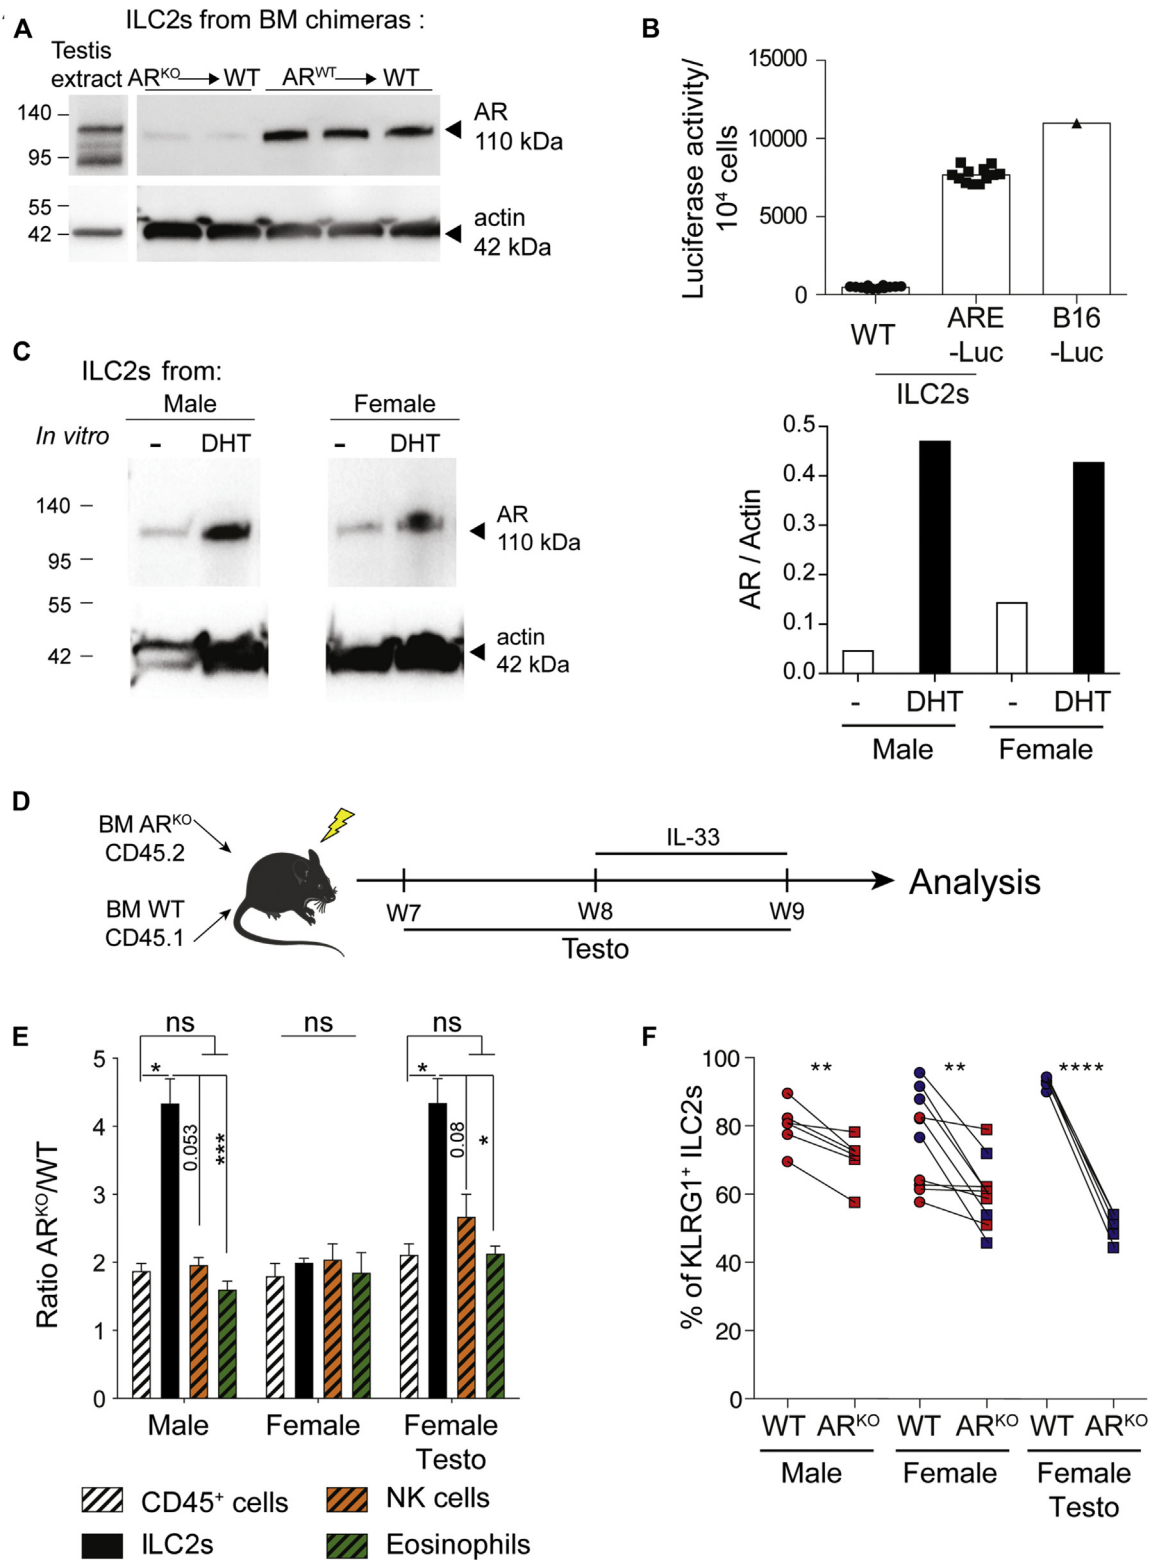 A
ILC2s from BM chimeras :
Testis
extract
AR^KO → WT
AR^WT → WT
140
95
AR
110 kDa
55
42
actin
42 kDa
B
Luciferase activity/
10^4 cells
15000
10000
5000
0
WT
ARE
-Luc
B16
-Luc
ILC2s
C
ILC2s from:
Male
Female
In vitro
-
DHT
-
DHT
140
95
AR
110 kDa
55
42
actin
42 kDa
AR / Actin
0.5
0.4
0.3
0.2
0.1
0.0
-
DHT
-
DHT
Male
Female
D
BM AR^KO
CD45.2
BM WT
CD45.1
IL-33
W7
W8
W9
Testo
Analysis
E
Ratio AR^KO/WT
5
4
3
2
1
0
ns
*
0.053
***
ns
ns
*
0.08
*
Male
Female
Female
Testo
CD45+ cells
NK cells
ILC2s
Eosinophils
F
% of KLRG1+ ILC2s
100
80
60
40
20
0
**
**
****
WT
AR^KO
WT
AR^KO
WT
AR^KO
Male
Female
Female
Testo